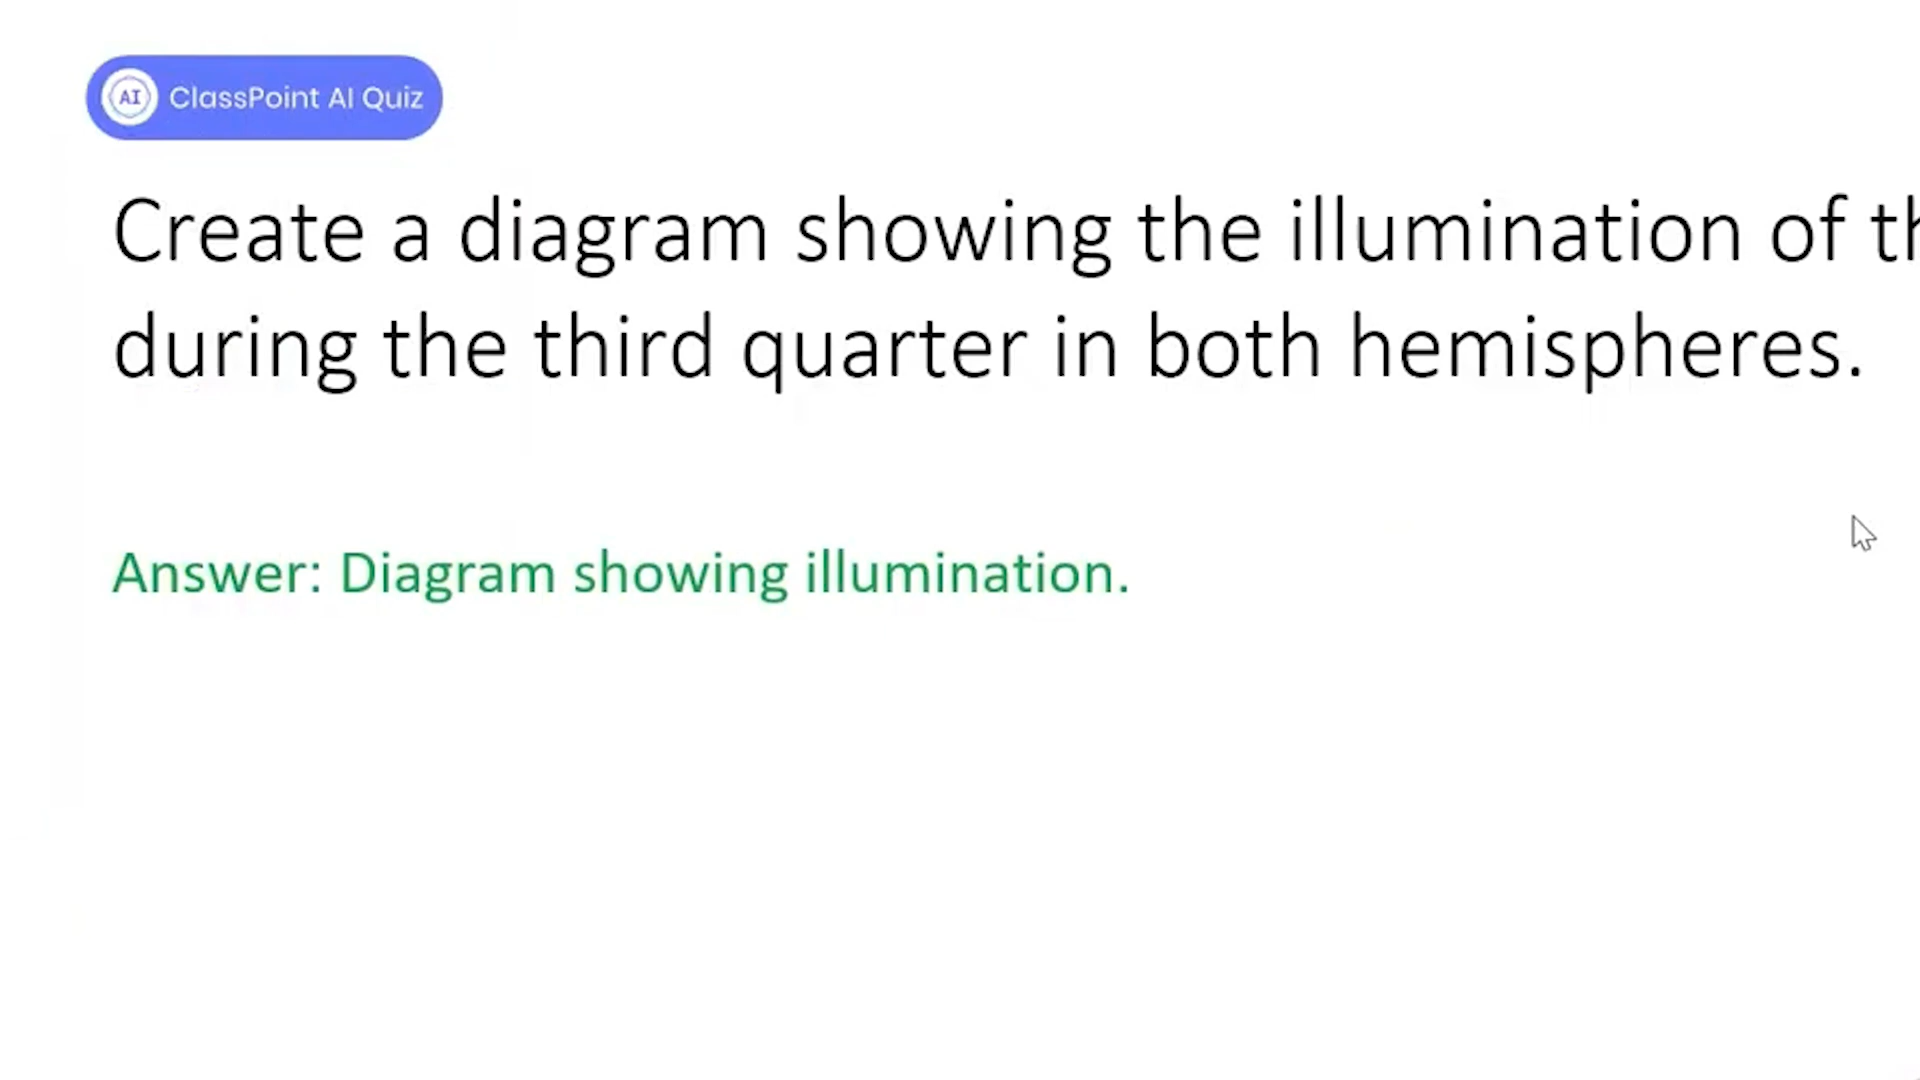 AI ClassPoint AI Quiz
Create a diagram showing the illumination of
during the third quarter in both hemispheres.
Answer: Diagram showing illumination.